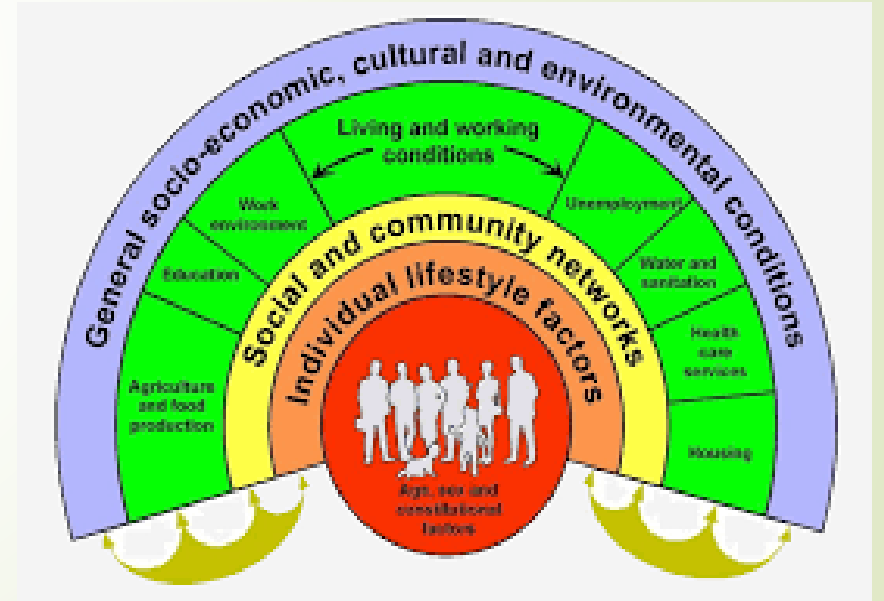 General socio-economic, cultural and environmental conditions
Living and working
conditions
Work
environment
Unemployment
Education
Water and
sanitation
Social and community networks
Individual lifestyle factors
Health
care
services
Agriculture
and food
production
Housing
Age, sex and
constitutional
factors